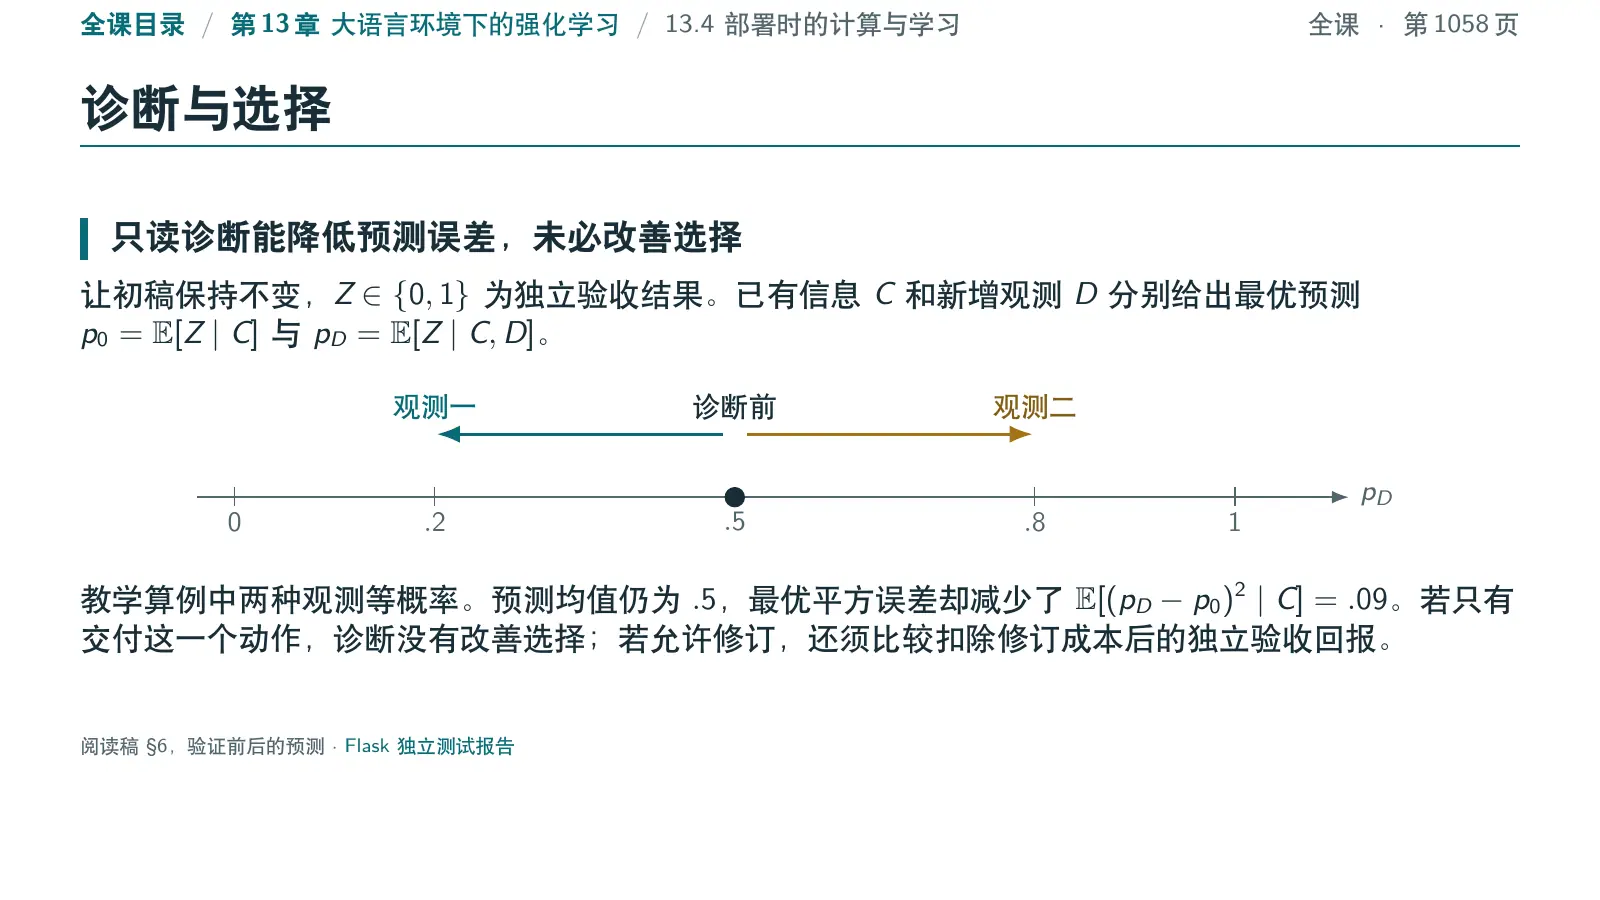 全课目录 / 第 13 章 大语言环境下的强化学习 / 13.4 部署时的计算与学习
全课 · 第 1058 页
诊断与选择
只读诊断能降低预测误差，未必改善选择
让初稿保持不变，Z ∈ {0, 1} 为独立验收结果。已有信息 C 和新增观测 D 分别给出最优预测
p₀ = 𝔼[Z | C] 与 p_D = 𝔼[Z | C, D]。
观测一 诊断前 观测二
p_D
0 .2 .5 .8 1
教学算例中两种观测等概率。预测均值仍为 .5，最优平方误差却减少了 𝔼[(p_D − p₀)² | C] = .09。若只有
交付这一个动作，诊断没有改善选择；若允许修订，还须比较扣除修订成本后的独立验收回报。
阅读稿 §6，验证前后的预测 · Flask 独立测试报告